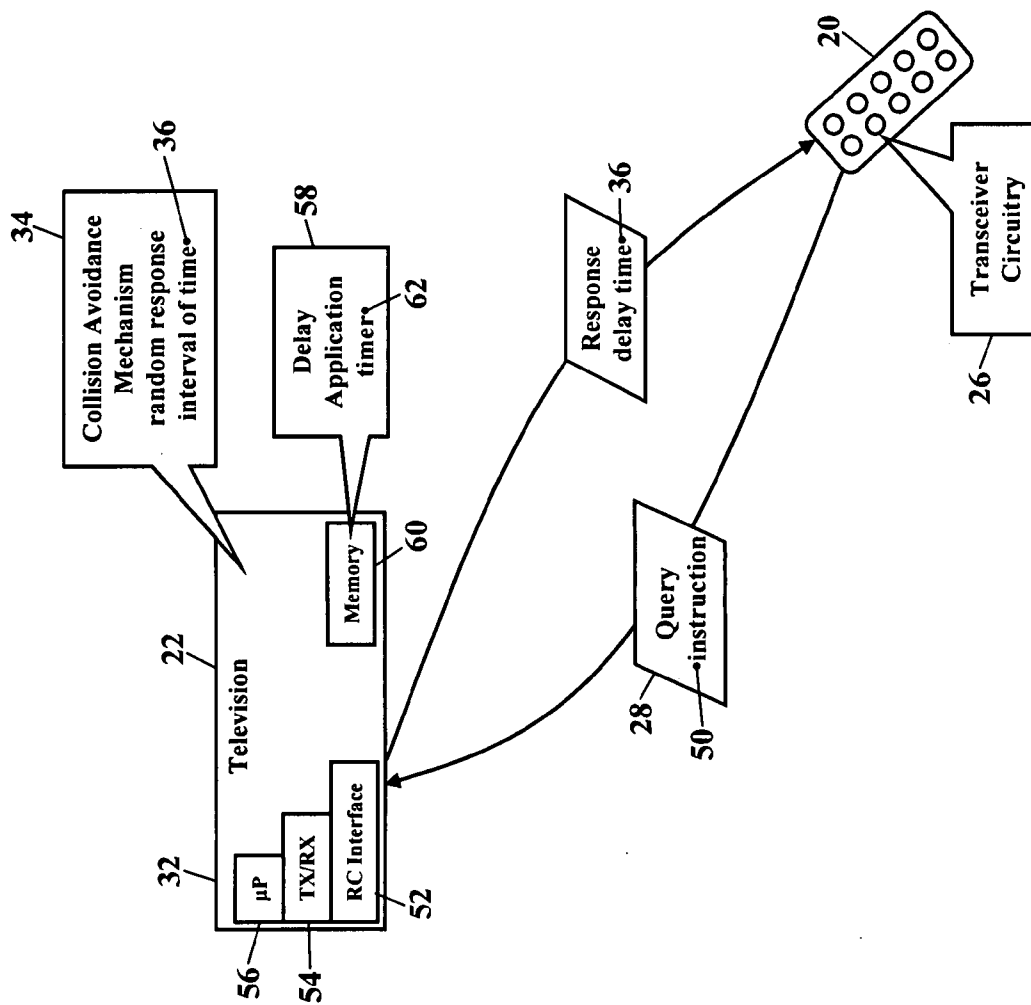 34
Collision Avoidance
Mechanism
random response
interval of time
36
22
32
Television
µP
TX/RX
RC Interface
56
54
52
Memory
60
58
Delay
Application
timer
62
Response
delay time
36
28
Query
instruction
50
20
Transceiver
Circuitry
26